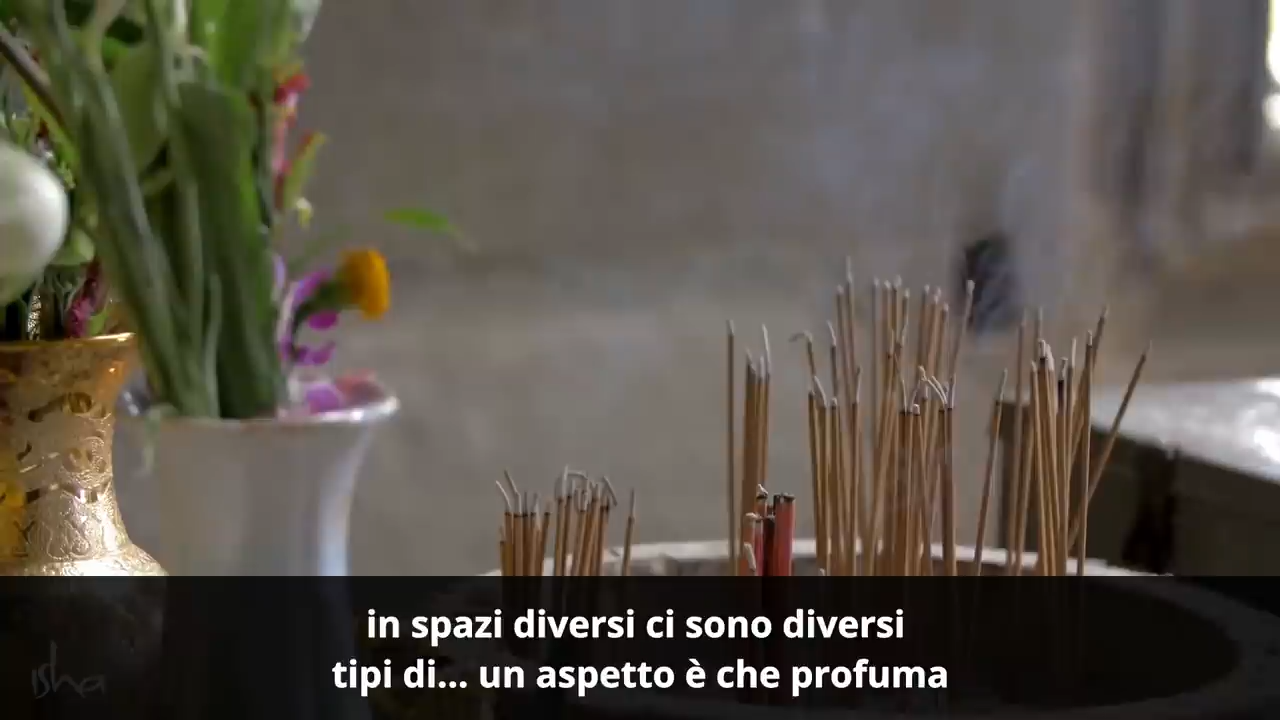 in spazi diversi ci sono diversi
tipi di... un aspetto è che profuma
isha